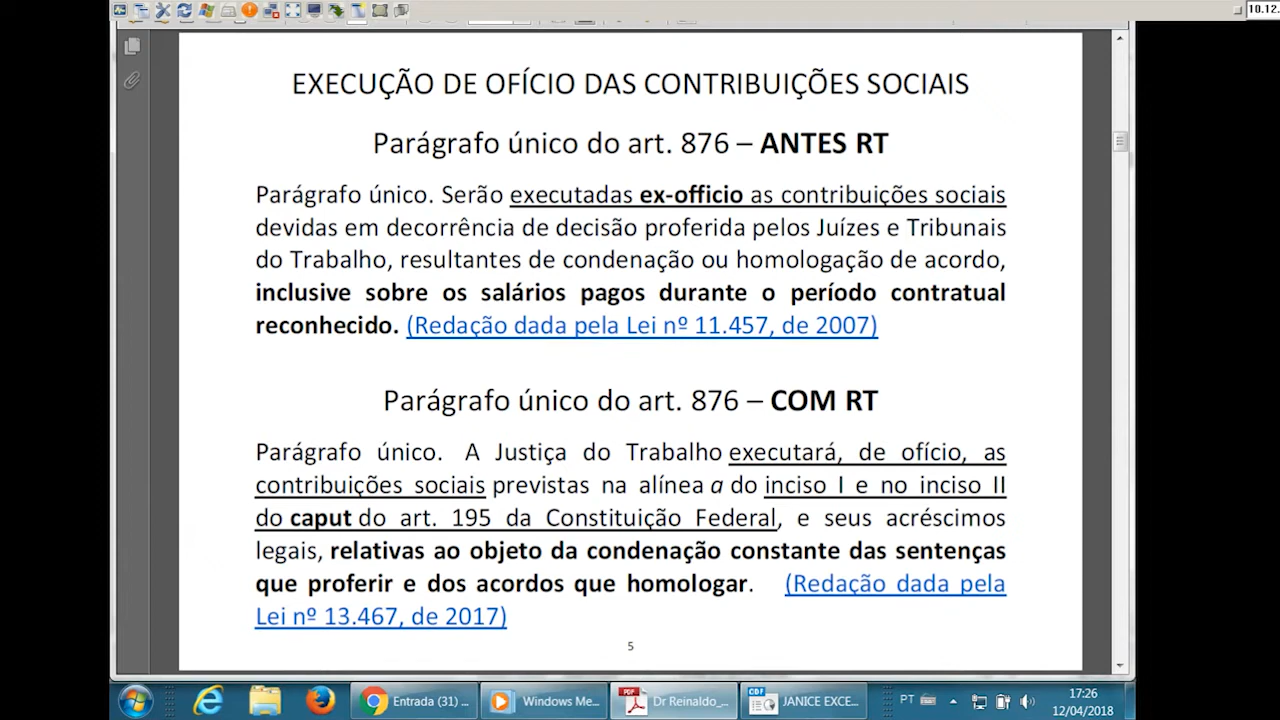 10.12.
EXECUÇÃO DE OFÍCIO DAS CONTRIBUIÇÕES SOCIAIS
Parágrafo único do art. 876 – ANTES RT
Parágrafo único. Serão executadas ex-officio as contribuições sociais
devidas em decorrência de decisão proferida pelos Juízes e Tribunais
do Trabalho, resultantes de condenação ou homologação de acordo,
inclusive sobre os salários pagos durante o período contratual
reconhecido. (Redação dada pela Lei nº 11.457, de 2007)
Parágrafo único do art. 876 – COM RT
Parágrafo único. A Justiça do Trabalho executará, de ofício, as
contribuições sociais previstas na alínea a do inciso I e no inciso II
do caput do art. 195 da Constituição Federal, e seus acréscimos
legais, relativas ao objeto da condenação constante das sentenças
que proferir e dos acordos que homologar. (Redação dada pela
Lei nº 13.467, de 2017)
5
Entrada (31) ... Windows Me... PDF Dr Reinaldo_... CDF JANICE EXCE... PT 17:26
12/04/2018